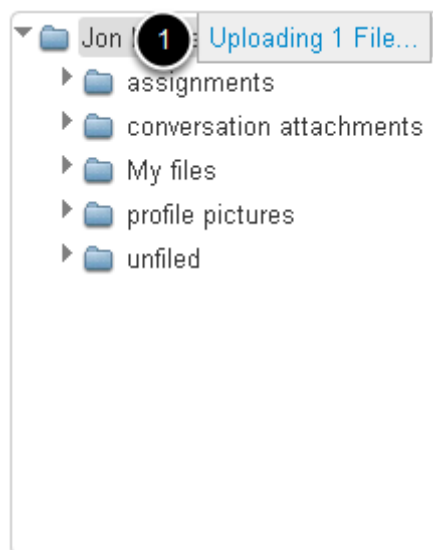 Jon 1 Uploading 1 File...
assignments
conversation attachments
My files
profile pictures
unfiled